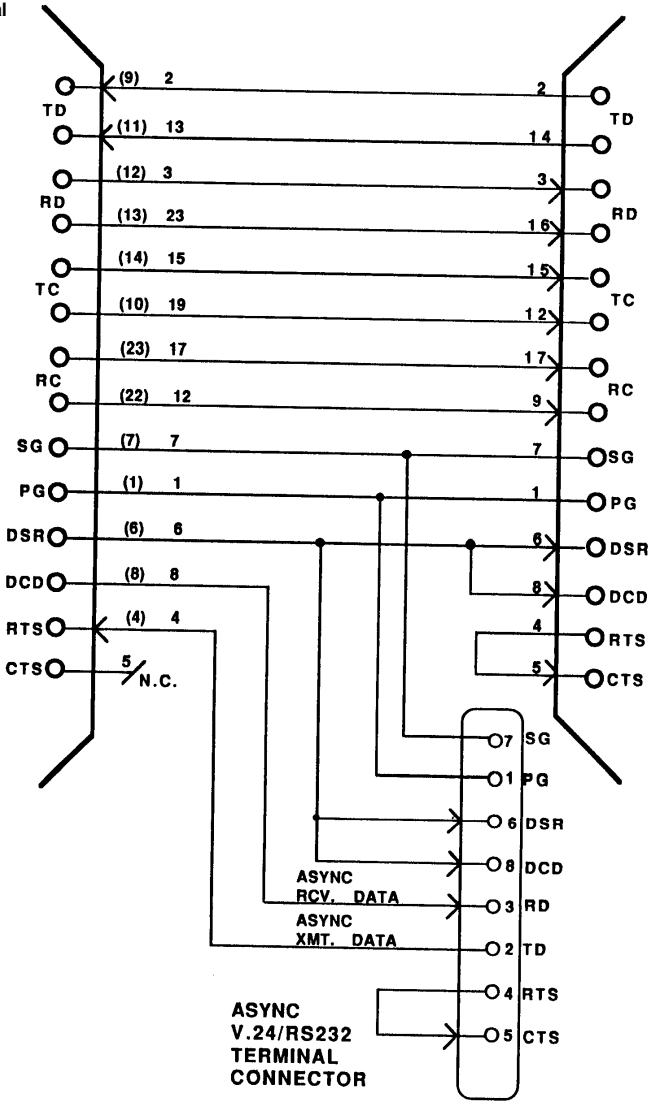 al
(9) 2 2
TD TD
(11) 13 14
(12) 3 3
RD RD
(13) 23 16
(14) 15 15
TC TC
(10) 19 12
(23) 17 17
RC RC
(22) 12 9
SG (7) 7 7 SG
PG (1) 1 1 PG
DSR (6) 6 6 DSR
DCD (8) 8 8 DCD
RTS (4) 4 4 RTS
CTS 5 N.C. 5 CTS
7 SG
1 PG
6 DSR
8 DCD
ASYNC
RCV. DATA 3 RD
ASYNC
XMT. DATA 2 TD
4 RTS
5 CTS
ASYNC
V.24/RS232
TERMINAL
CONNECTOR